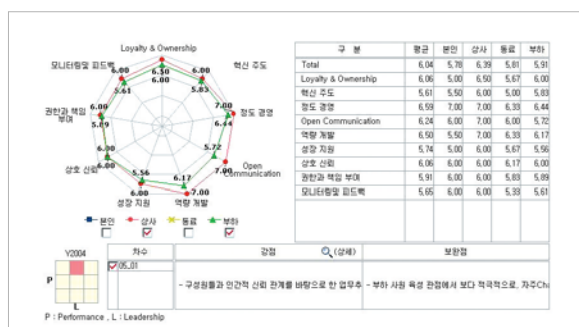 Loyalty & Ownership
혁신 주도
정도 경영
Open Communication
역량 개발
성장 지원
상호 신뢰
권한과 책임 부여
모니터링및 피드백
6.50
6.00
6.00
5.83
7.00
6.44
5.72
7.00
6.17
7.00
5.56
6.00
6.00
6.00
6.00
5.89
6.00
5.61
본인 상사 동료 부하
구 분 평균 본인 상사 동료 부하
Total 6,04 5,78 6,39 5,81 5,91
Loyalty & Ownership 6,06 5,00 6,50 5,67 6,00
혁신 주도 5,61 5,50 6,00 5,00 5,83
정도 경영 6,59 7,00 7,00 6,33 6,44
Open Communication 6,24 6,00 7,00 6,00 5,72
역량 개발 6,50 5,50 7,00 6,33 6,17
성장 지원 5,74 5,00 6,00 5,67 5,56
상호 신뢰 6,06 6,00 6,00 6,17 6,00
권한과 책임 부여 5,91 6,00 6,00 5,83 5,89
모니터링및 피드백 5,65 6,00 6,00 5,33 5,61
Y2004 차수 강점 (상세) 보완점
05_01
- 구성원들과 인간적 신뢰 관계를 바탕으로 한 업무추 - 부하 사원 육성 관점에서 보다 적극적으로, 자주Cha
P
L
P : Performance , L : Leadership